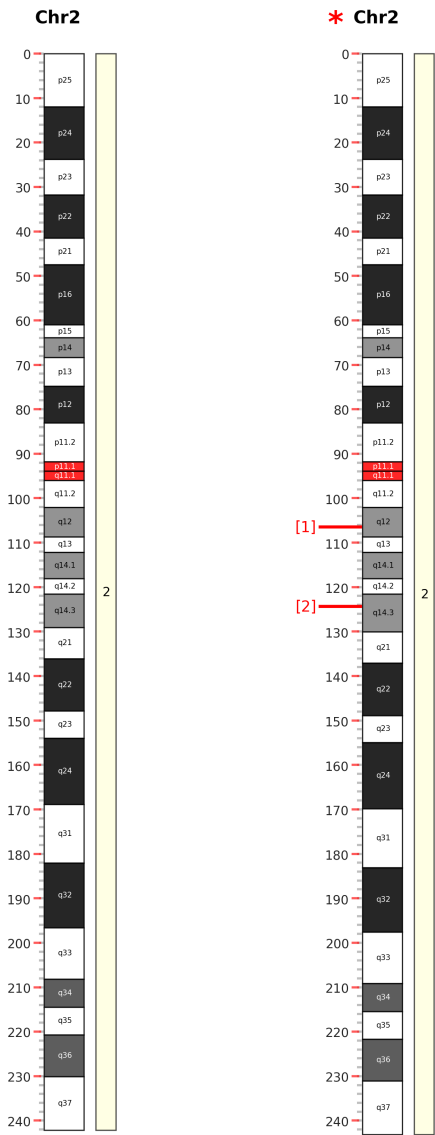 Chr2
* Chr2
0
10
20
30
40
50
60
70
80
90
100
110
120
130
140
150
160
170
180
190
200
210
220
230
240
p25
p24
p23
p22
p21
p16
p15
p14
p13
p12
p11.2
p11.1
q11.1
q11.2
q12
q13
q14.1
q14.2
q14.3
q21
q22
q23
q24
q31
q32
q33
q34
q35
q36
q37
2
[1]
[2]
0
10
20
30
40
50
60
70
80
90
100
110
120
130
140
150
160
170
180
190
200
210
220
230
240
p25
p24
p23
p22
p21
p16
p15
p14
p13
p12
p11.2
p11.1
q11.1
q11.2
q12
q13
q14.1
q14.2
q14.3
q21
q22
q23
q24
q31
q32
q33
q34
q35
q36
q37
2